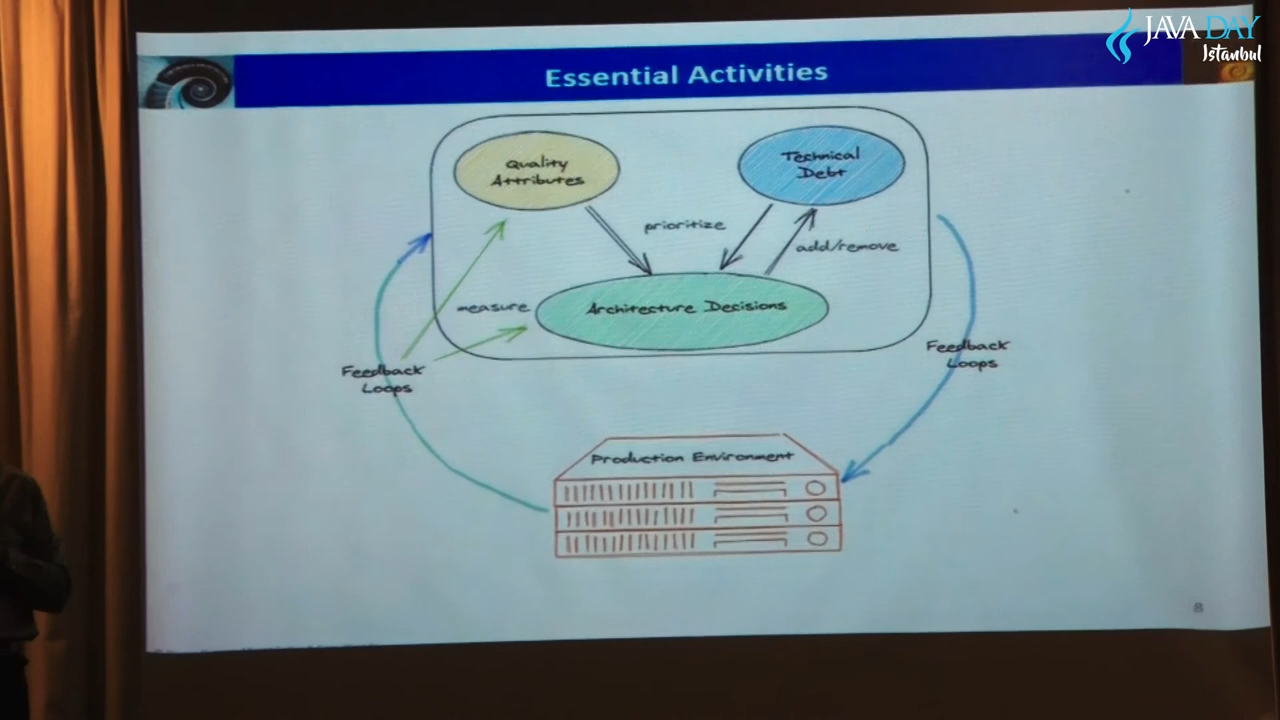 JAVA DAY
Istanbul
Essential Activities
Quality
Attributes
Technical
Debt
prioritize
add/remove
measure
Architecture Decisions
Feedback
Loops
Feedback
Loops
Production Environment
8